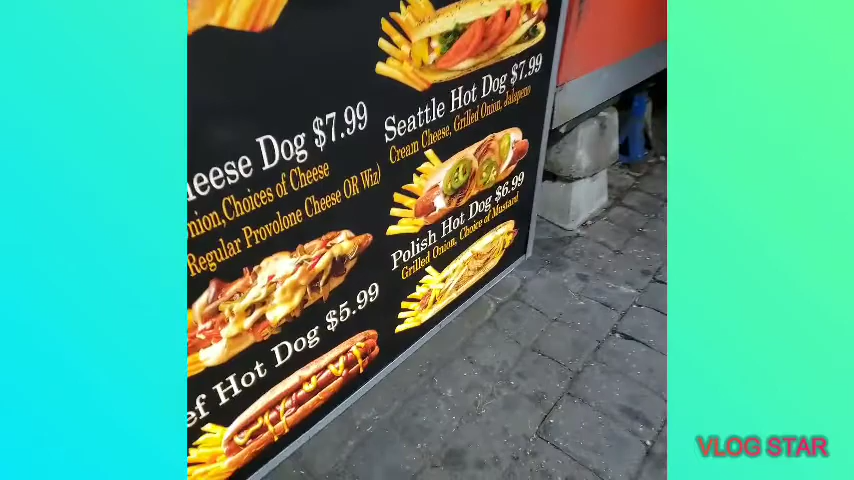 eese Dog $7.99
nion, Choices of Cheese
Regular Provolone Cheese OR Wiz)
ef Hot Dog $5.99
Seattle Hot Dog $7.99
Cream Cheese, Grilled Onion, Jalapeno
Polish Hot Dog $6.99
Grilled Onion, Choice of Mustard
VLOG STAR